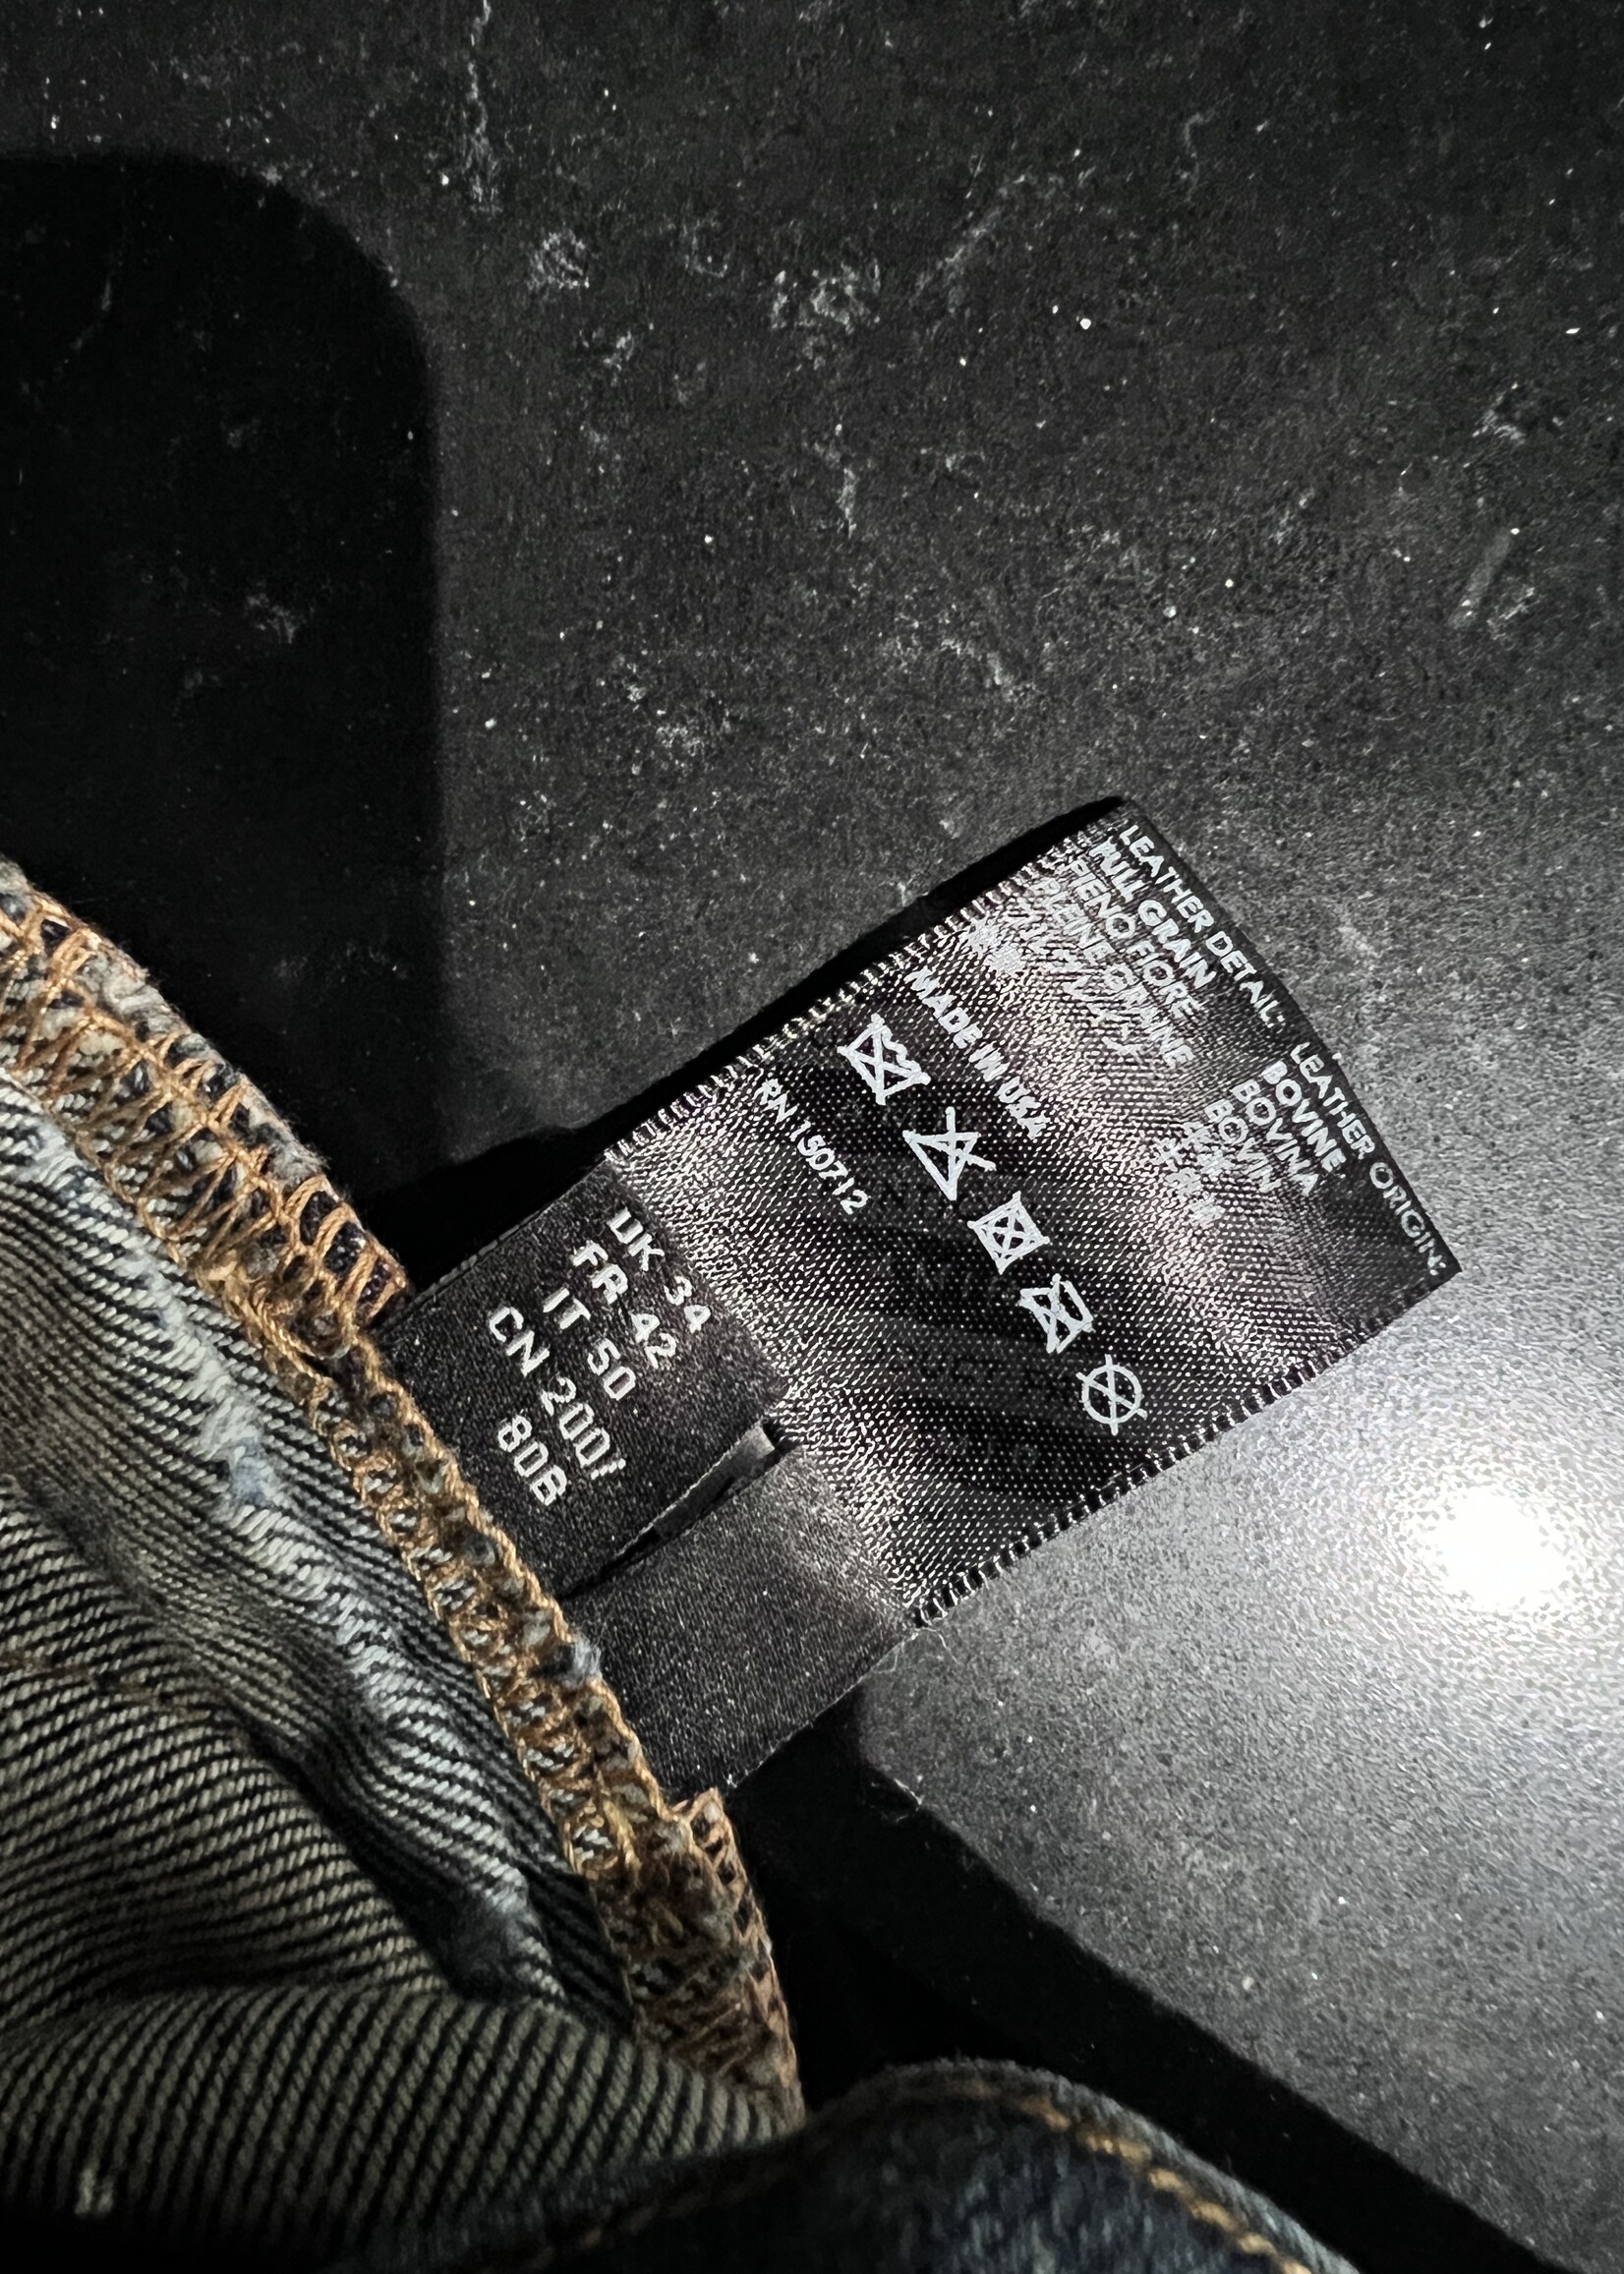 UK 34
FR 42
IT 50
CN 200/
80B
RN 150712
MADE IN USA
LEATHER DETAIL:
FULL GRAIN
PIENO FIORE
PLEINE
LEATHER ORIGIN:
BOVINE
BOVINA
BOVIN